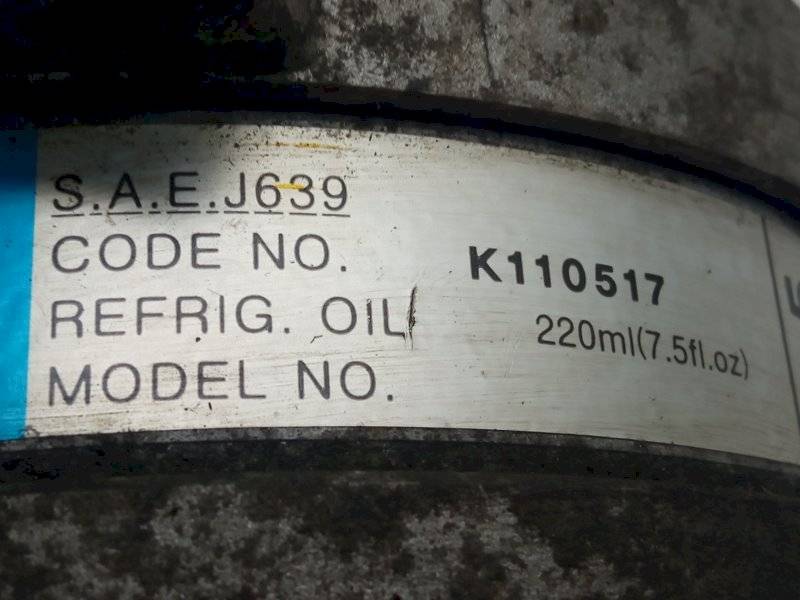 S.A.E.J639
CODE NO. K110517
REFRIG. OIL 220ml(7.5fl.oz)
MODEL NO.